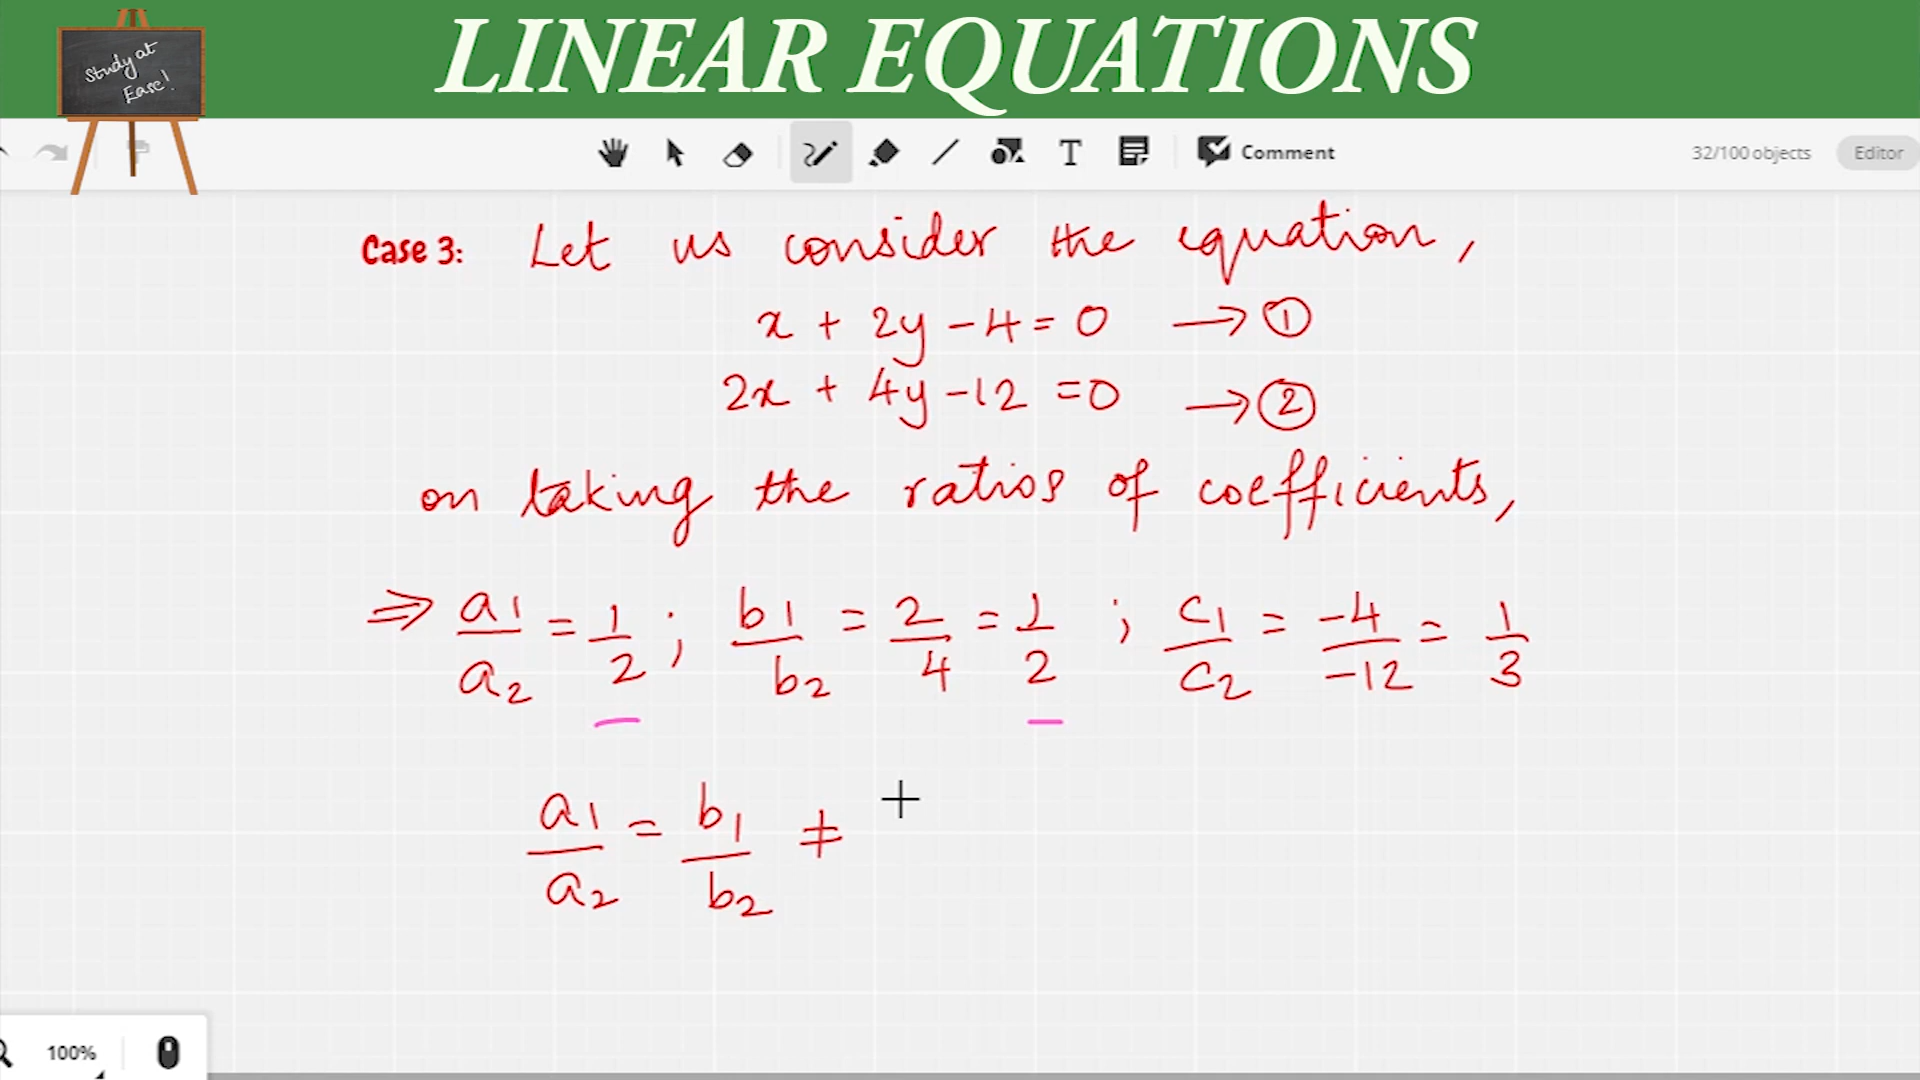 LINEAR EQUATIONS
Study at
Ease!
Comment
32/100 objects
Editor
Case 3: Let us consider the equation,
x + 2y - 4 = 0 → ①
2x + 4y - 12 = 0 → ②
on taking the ratios of coefficients,
⇒ a1/a2 = 1/2 ; b1/b2 = 2/4 = 1/2 ; c1/c2 = -4/-12 = 1/3
a1/a2 = b1/b2 ≠
100%